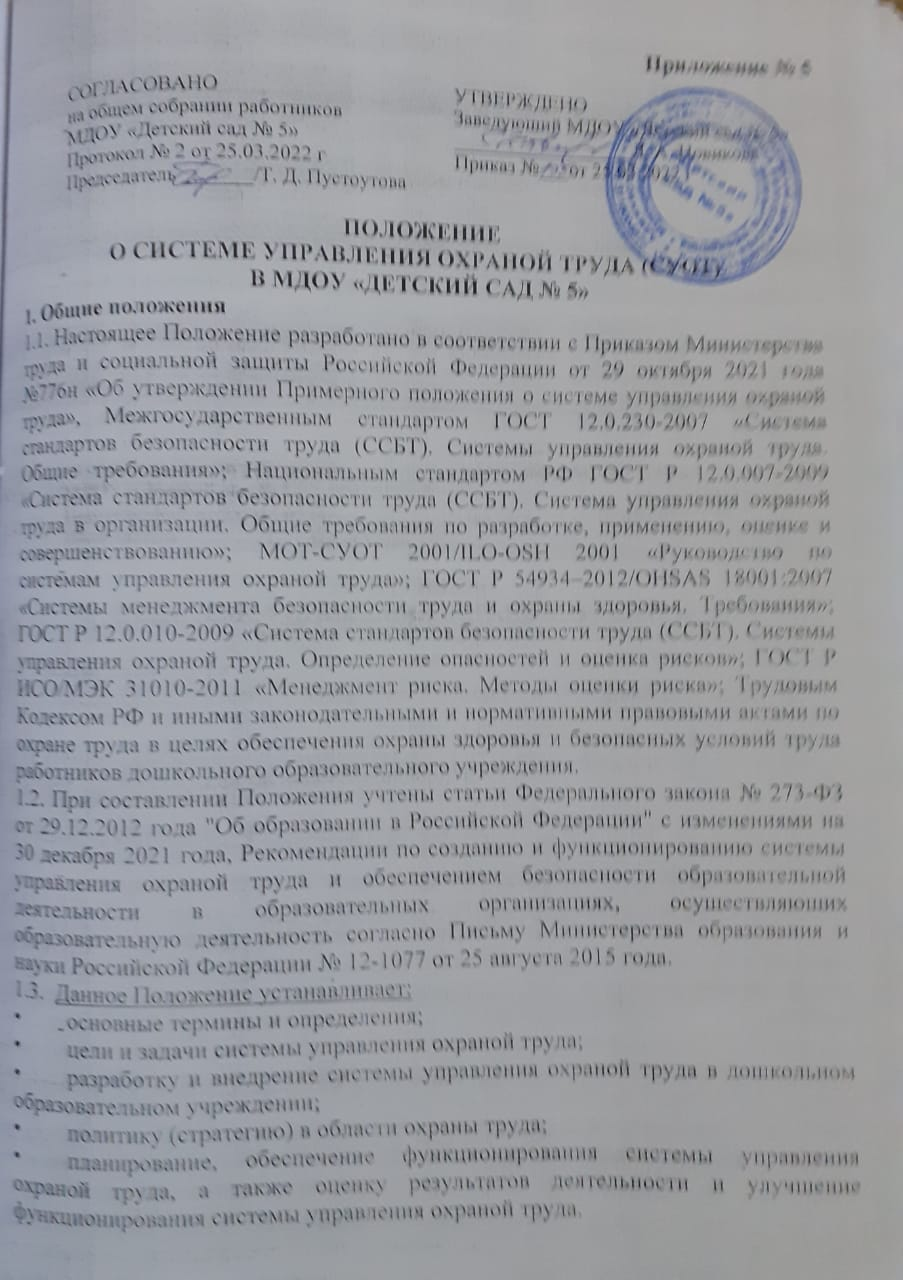 Приложение № 6
СОГЛАСОВАНО
на общем собрании работников
МДОУ «Детский сад № 5»
Протокол № 2 от 25.03.2022 г
Председатель /Т. Д. Пустоутова
УТВЕРЖДЕНО
Заведующий МДОУ «Детский сад № 5»
Приказ № от 2022
ПОЛОЖЕНИЕ
О СИСТЕМЕ УПРАВЛЕНИЯ ОХРАНОЙ ТРУДА (СУОТ)
В МДОУ «ДЕТСКИЙ САД № 5»
1. Общие положения
1.1. Настоящее Положение разработано в соответствии с Приказом Министерства
труда и социальной защиты Российской Федерации от 29 октября 2021 года
№776н «Об утверждении Примерного положения о системе управления охраной
труда», Межгосударственным стандартом ГОСТ 12.0.230-2007 «Система
стандартов безопасности труда (ССБТ). Системы управления охраной труда.
Общие требования»; Национальным стандартом РФ ГОСТ Р 12.0.007-2009
«Система стандартов безопасности труда (ССБТ). Система управления охраной
труда в организации. Общие требования по разработке, применению, оценке и
совершенствованию»; МОТ-СУОТ 2001/ILO-OSH 2001 «Руководство по
системам управления охраной труда»; ГОСТ Р 54934–2012/OHSAS 18001:2007
«Системы менеджмента безопасности труда и охраны здоровья. Требования»;
ГОСТ Р 12.0.010-2009 «Система стандартов безопасности труда (ССБТ). Системы
управления охраной труда. Определение опасностей и оценка рисков»; ГОСТ Р
ИСО/МЭК 31010-2011 «Менеджмент риска. Методы оценки риска»; Трудовым
Кодексом РФ и иными законодательными и нормативными правовыми актами по
охране труда в целях обеспечения охраны здоровья и безопасных условий труда
работников дошкольного образовательного учреждения.
1.2. При составлении Положения учтены статьи Федерального закона № 273-ФЗ
от 29.12.2012 года "Об образовании в Российской Федерации" с изменениями на
30 декабря 2021 года, Рекомендации по созданию и функционированию системы
управления охраной труда и обеспечением безопасности образовательной
деятельности в образовательных организациях, осуществляющих
образовательную деятельность согласно Письму Министерства образования и
науки Российской Федерации № 12-1077 от 25 августа 2015 года.
1.3. Данное Положение устанавливает:
• основные термины и определения;
• цели и задачи системы управления охраной труда;
• разработку и внедрение системы управления охраной труда в дошкольном
образовательном учреждении;
• политику (стратегию) в области охраны труда;
• планирование, обеспечение функционирования системы управления
охраной труда, а также оценку результатов деятельности и улучшение
функционирования системы управления охраной труда.